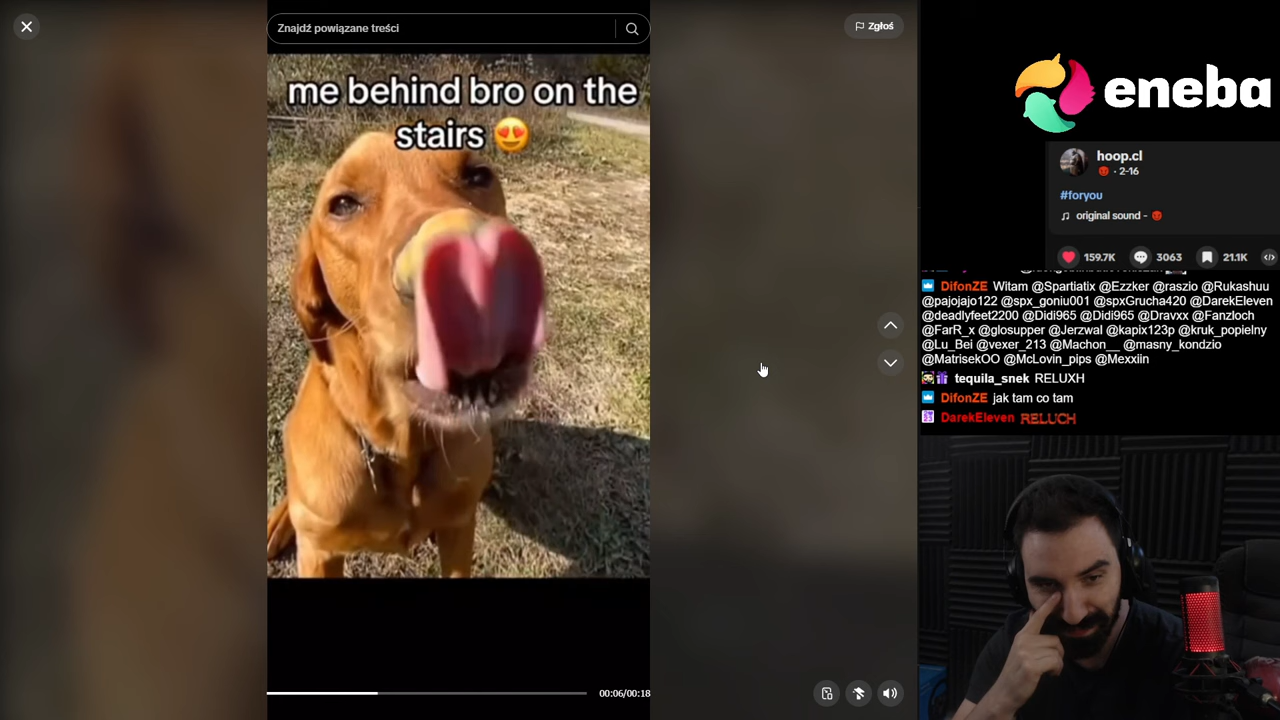 Znajdź powiązane treści
Zgłoś
me behind bro on the
stairs 😍
00:06/00:18
eneba
hoop.cl
· 2-16
#foryou
original sound -
159.7K
3063
21.1K
DifonZE Witam @Spartiatix @Ezzker @raszio @Rukashuu
@pajojajo122 @spx_goniu001 @spxGrucha420 @DarekEleven
@deadlyfeet2200 @Didi965 @Didi965 @Dravxx @Fanzloch
@FarR_x @glosupper @Jerzwal @kapix123p @kruk_popielny
@Lu_Bei @vexer_213 @Machon__ @masny_kondzio
@MatrisekOO @McLovin_pips @Mexxiin
tequila_snek RELUXH
DifonZE jak tam co tam
DarekEleven RELUCH